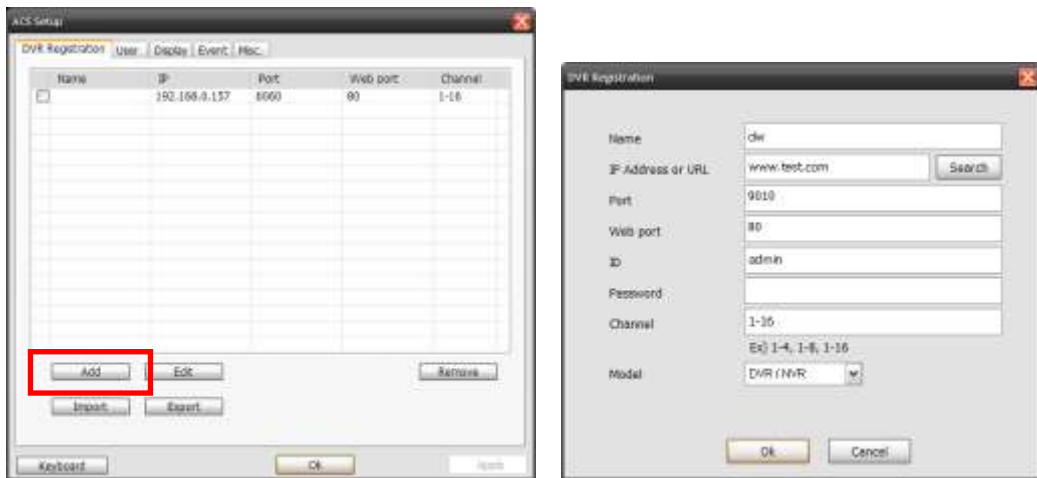 ACS Setup
DVR Registration User Display Event Misc.
Name IP Port Web port Channel
192.168.0.157 6060 80 1-16
Add Edit Remove
Import Export
Keyboard Ok Apply
DVR Registration
Name dw
IP Address or URL www.test.com Search
Port 9010
Web port 80
ID admin
Password
Channel 1-16
Ex) 1-4, 1-8, 1-16
Model DVR / NVR
Ok Cancel